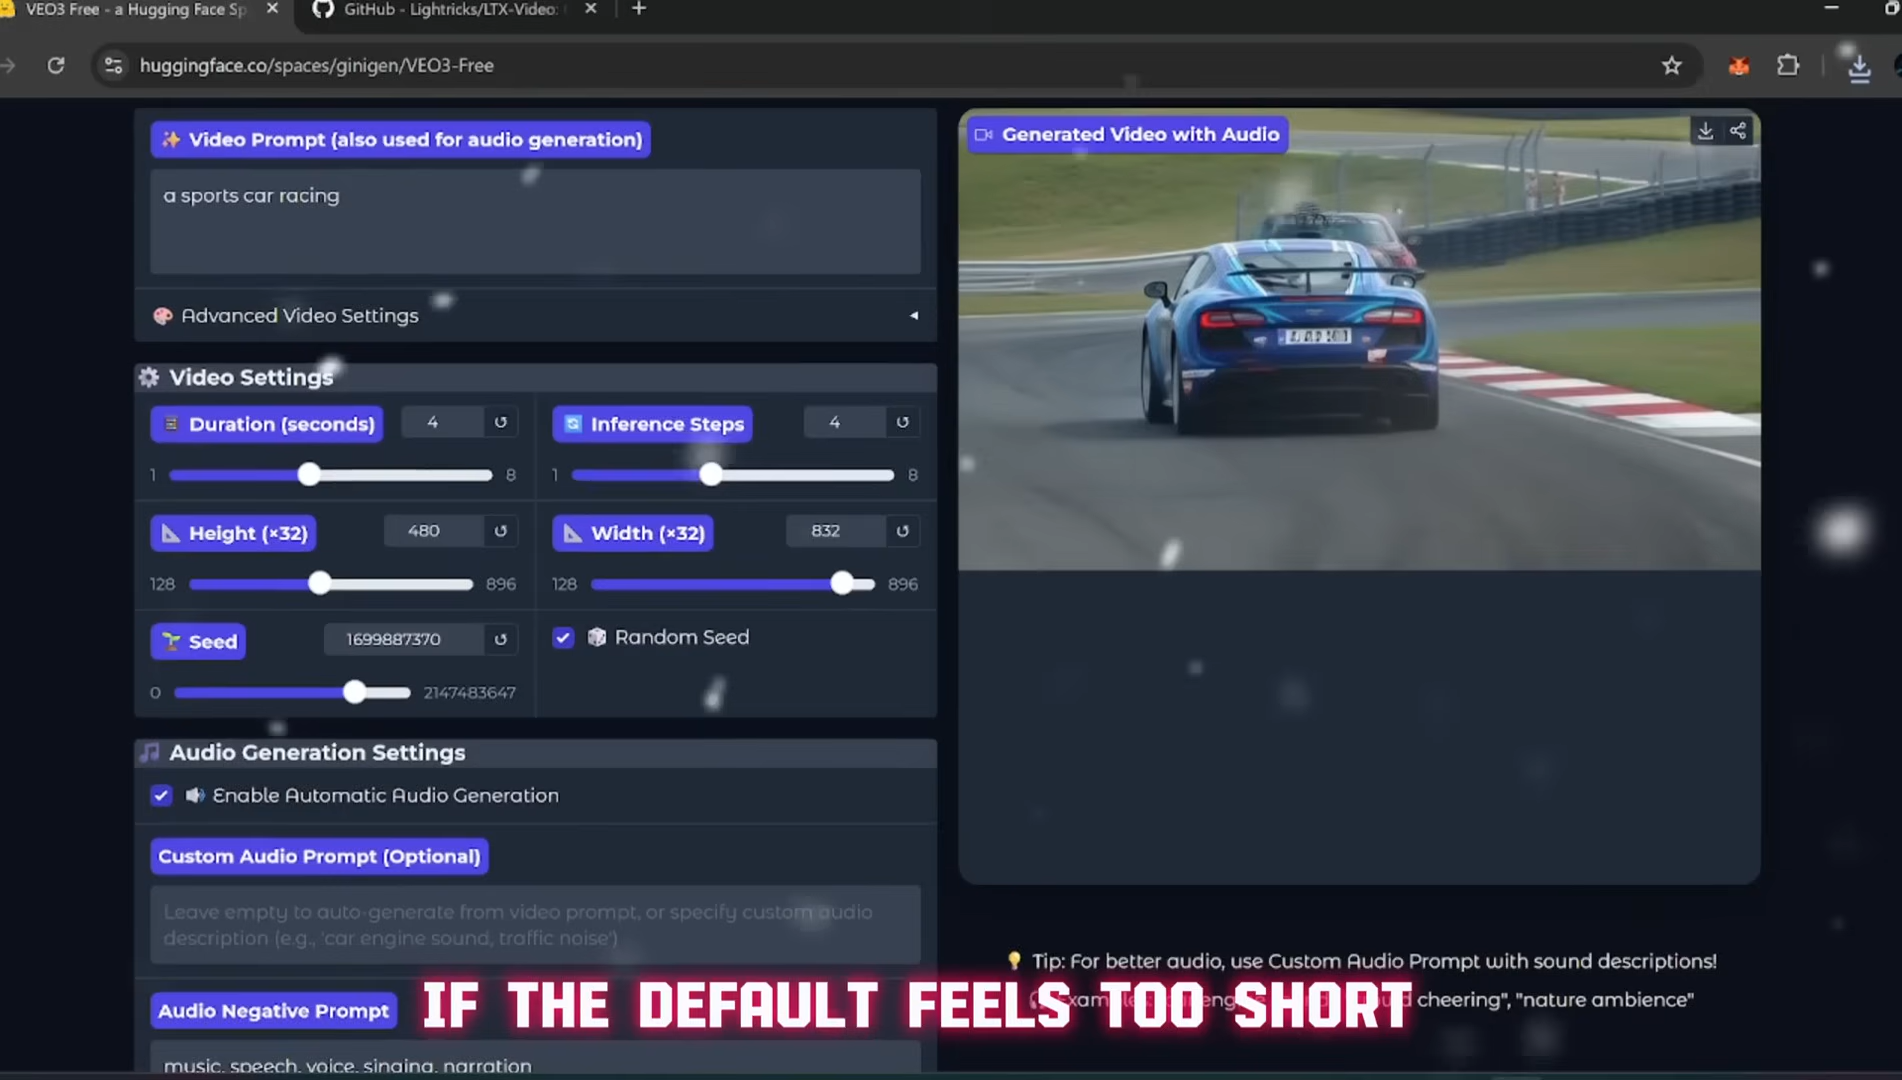 VEO3 Free - a Hugging Face Sp
GitHub - Lightricks/LTX-Video:
huggingface.co/spaces/ginigen/VEO3-Free
Video Prompt (also used for audio generation)
a sports car racing
Advanced Video Settings
Video Settings
Duration (seconds) 4
1 8
Inference Steps 4
1 8
Height (×32) 480
128 896
Width (×32) 832
128 896
Seed 1699887370
0 2147483647
Random Seed
Audio Generation Settings
Enable Automatic Audio Generation
Custom Audio Prompt (Optional)
Leave empty to auto-generate from video prompt, or specify custom audio
description (e.g., 'car engine sound, traffic noise')
Audio Negative Prompt
music, speech, voice, singing, narration
Generated Video with Audio
Tip: For better audio, use Custom Audio Prompt with sound descriptions!
cheering", "nature ambience"
IF THE DEFAULT FEELS TOO SHORT